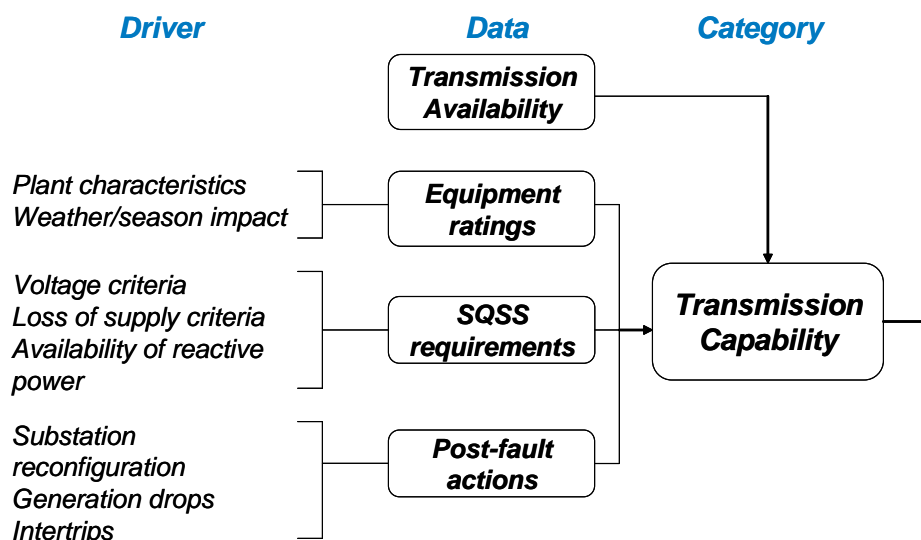 Driver
Data
Category
Transmission
Availability
Plant characteristics
Weather/season impact
Equipment
ratings
Voltage criteria
Loss of supply criteria
Availability of reactive
power
SQSS
requirements
Transmission
Capability
Substation
reconfiguration
Generation drops
Intertrips
Post-fault
actions